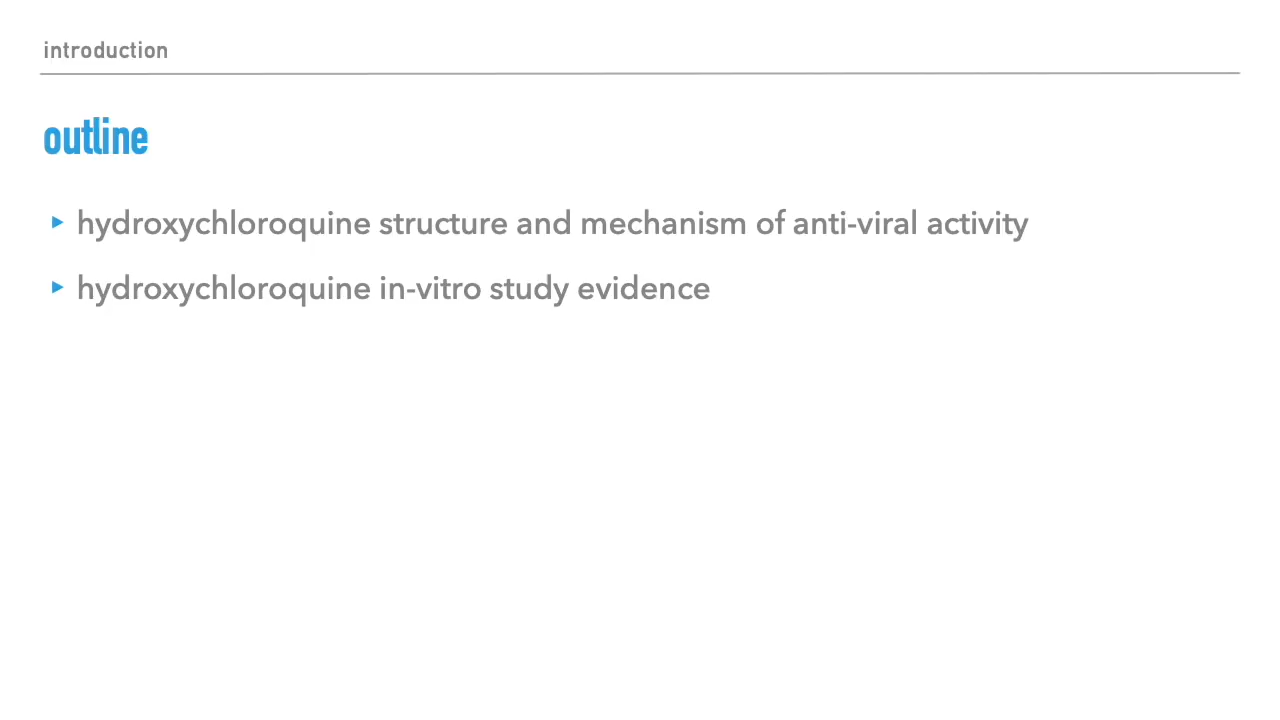 introduction
outline
▸ hydroxychloroquine structure and mechanism of anti-viral activity
▸ hydroxychloroquine in-vitro study evidence